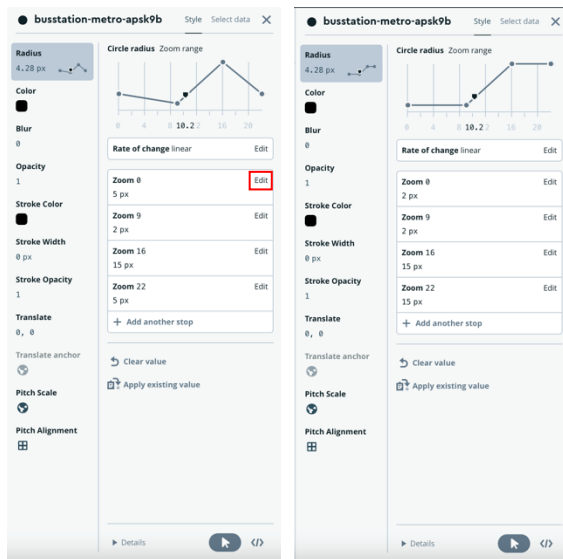 busstation-metro-apsk9b Style Select data
Radius
4.28 px
Color
Blur
0
Opacity
1
Stroke Color
Stroke Width
0 px
Stroke Opacity
1
Translate
0, 0
Translate anchor
Pitch Scale
Pitch Alignment
Circle radius Zoom range
0 4 8 10.2 2 16 20
Rate of change linear Edit
Zoom 0 Edit
5 px
Zoom 9 Edit
2 px
Zoom 16 Edit
15 px
Zoom 22 Edit
5 px
+ Add another stop
Clear value
Apply existing value
Details
</>
busstation-metro-apsk9b Style Select data
Radius
4.28 px
Color
Blur
0
Opacity
1
Stroke Color
Stroke Width
0 px
Stroke Opacity
1
Translate
0, 0
Translate anchor
Pitch Scale
Pitch Alignment
Circle radius Zoom range
0 4 8 10.2 2 16 20
Rate of change linear Edit
Zoom 0 Edit
2 px
Zoom 9 Edit
2 px
Zoom 16 Edit
15 px
Zoom 22 Edit
15 px
+ Add another stop
Clear value
Apply existing value
Details
</>